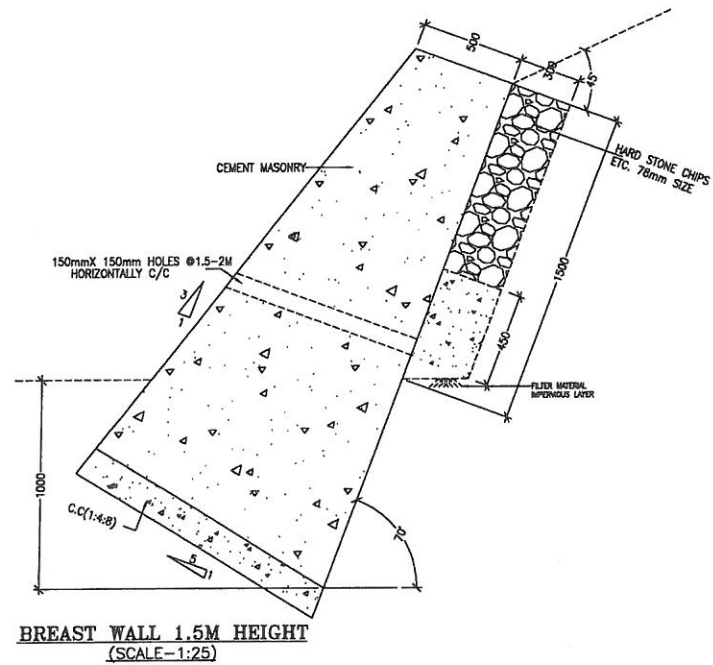 500
300
45°
HARD STONE CHIPS
ETC. 78mm SIZE
CEMENT MASONRY
150mmX 150mm HOLES @1.5-2M
HORIZONTALLY C/C
3
1
1500
450
FILTER MATERIAL
IMPERVIOUS LAYER
1000
C.C(1:4:8)
5
1
70°
BREAST WALL 1.5M HEIGHT
(SCALE-1:25)